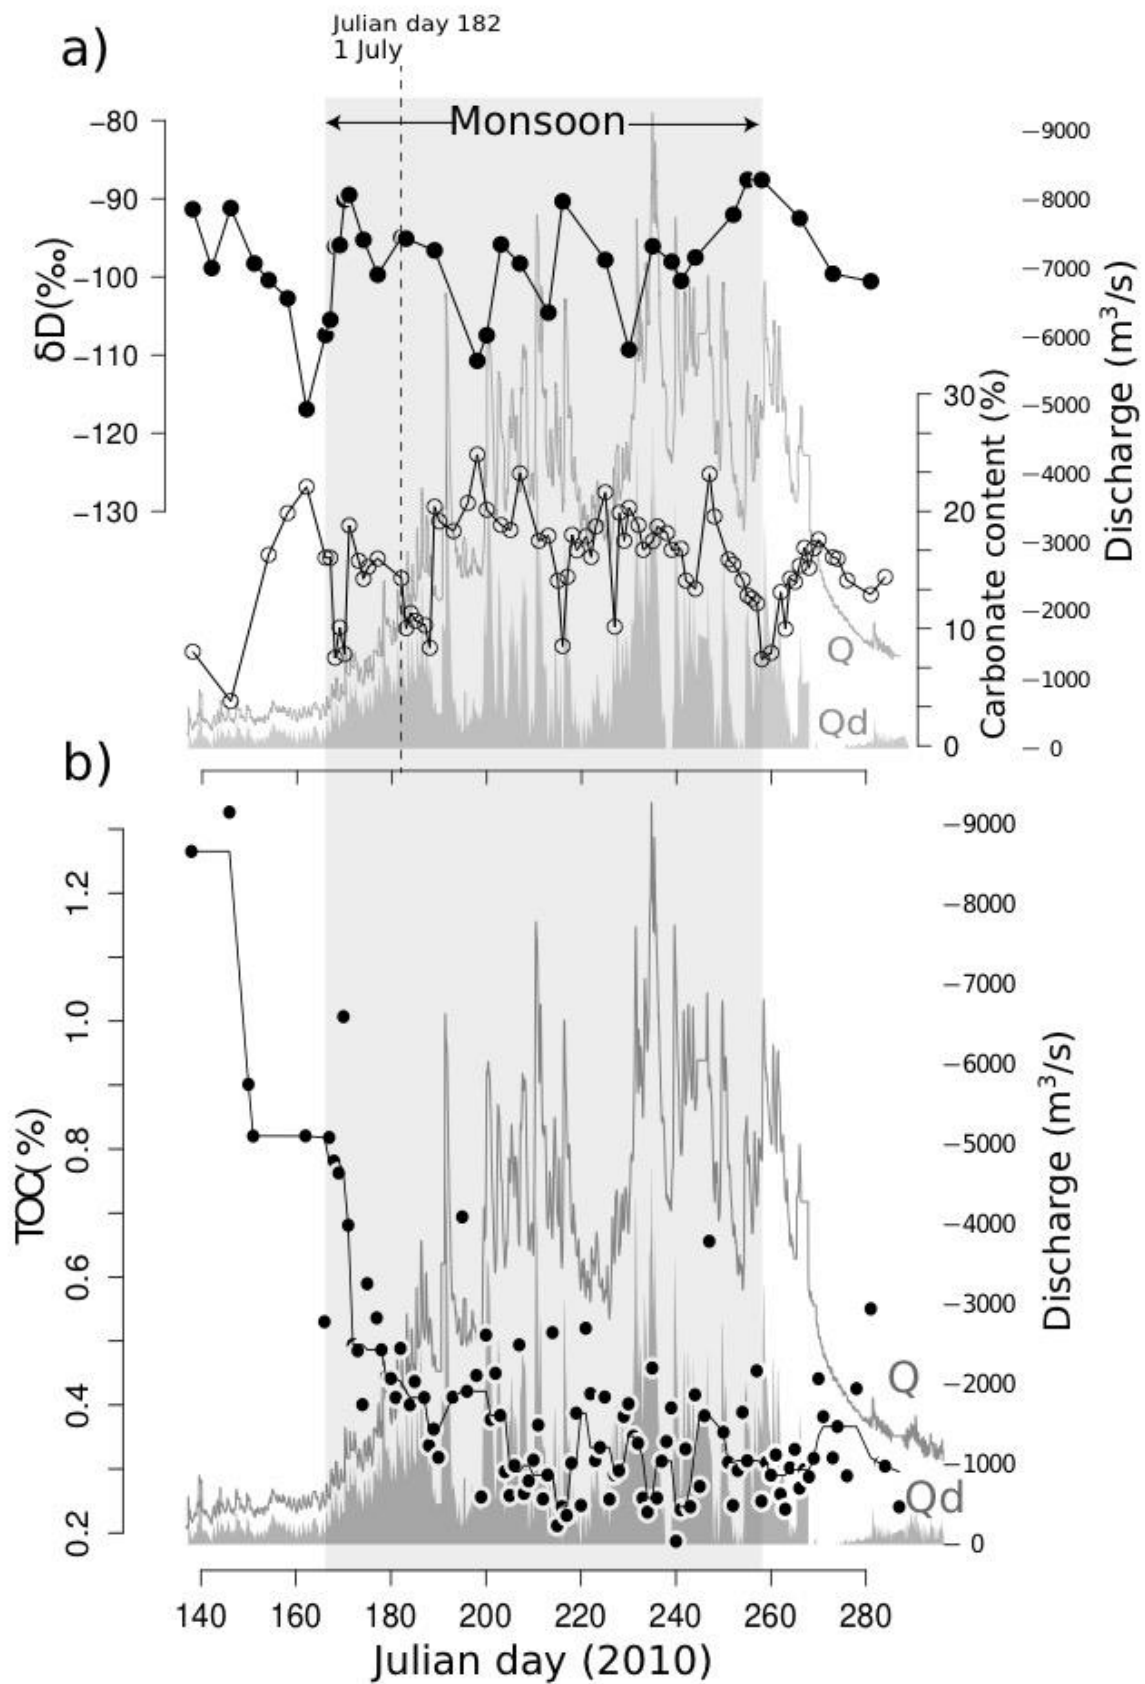 Julian day 182
1 July
a)
Monsoon
δD(‰)
−80
−90
−100
−110
−120
−130
Carbonate content (%)
30
20
10
0
Discharge (m³/s)
−9000
−8000
−7000
−6000
−5000
−4000
−3000
−2000
−1000
− 0
Q
Qd
b)
TOC(%)
1.2
1.0
0.8
0.6
0.4
0.2
Discharge (m³/s)
−9000
−8000
−7000
−6000
−5000
−4000
−3000
−2000
−1000
− 0
Q
Qd
140 160 180 200 220 240 260 280
Julian day (2010)